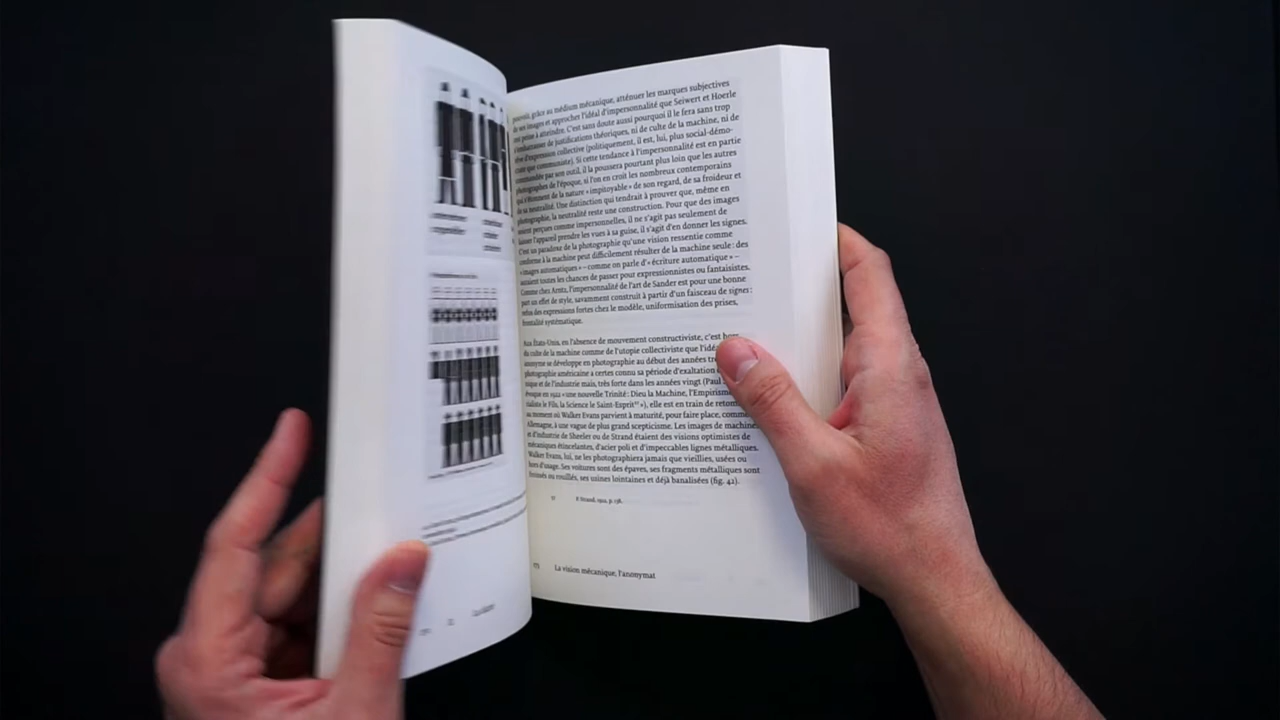 pouvoir, grâce au médium mécanique, atténuer les marques subjectives
de ses images et approcher l'idéal d'impersonnalité que Seiwert et Hoerle
ont peine à atteindre. C'est sans doute aussi pourquoi il le fera sans trop
s'embarrasser de justifications théoriques, ni de culte de la machine, ni de
rêve d'expression collective (politiquement, il est, lui, plus social-démo-
crate que communiste). Si cette tendance à l'impersonnalité est en partie
commandée par son outil, il la poussera pourtant plus loin que les autres
photographes de l'époque, si l'on en croit les nombreux contemporains
qui s'étonnent de la nature « impitoyable » de son regard, de sa froideur et
de sa neutralité. Une distinction qui tendrait à prouver que, même en
photographie, la neutralité reste une construction. Pour que des images
soient perçues comme impersonnelles, il ne s'agit pas seulement de
laisser l'appareil prendre les vues à sa guise, il s'agit d'en donner les signes.
C'est un paradoxe de la photographie qu'une vision ressentie comme
conforme à la machine peut difficilement résulter de la machine seule : des
« images automatiques » – comme on parle d'« écriture automatique » –
auraient toutes les chances de passer pour expressionnistes ou fantaisistes.
Comme chez Arntz, l'impersonnalité de l'art de Sander est pour une bonne
part un effet de style, savamment construit à partir d'un faisceau de signes :
refus des expressions fortes chez le modèle, uniformisation des prises,
frontalité systématique.
Aux États-Unis, en l'absence de mouvement constructiviste, c'est hors
du culte de la machine comme de l'utopie collectiviste que l'idé
anonyme se développe en photographie au début des années tre
photographie américaine a certes connu sa période d'exaltation
nique et de l'industrie mais, très forte dans les années vingt (Paul
évoque en 1922 « une nouvelle Trinité : Dieu la Machine, l'Empirisme
rialiste le Fils, la Science le Saint-Esprit »), elle est en train de retom
au moment où Walker Evans parvient à maturité, pour faire place, comme
Allemagne, à une vague de plus grand scepticisme. Les images de machine
et d'industrie de Sheeler ou de Strand étaient des visions optimistes de
mécaniques étincelantes, d'acier poli et d'impeccables lignes métalliques.
Walker Evans, lui, ne les photographiera jamais que vieillies, usées ou
hors d'usage. Ses voitures sont des épaves, ses fragments métalliques sont
tordus ou rouillés, ses usines lointaines et déjà banalisées (fig. 42).
P. Strand, 1922, p. 138.
173 La vision mécanique, l'anonymat